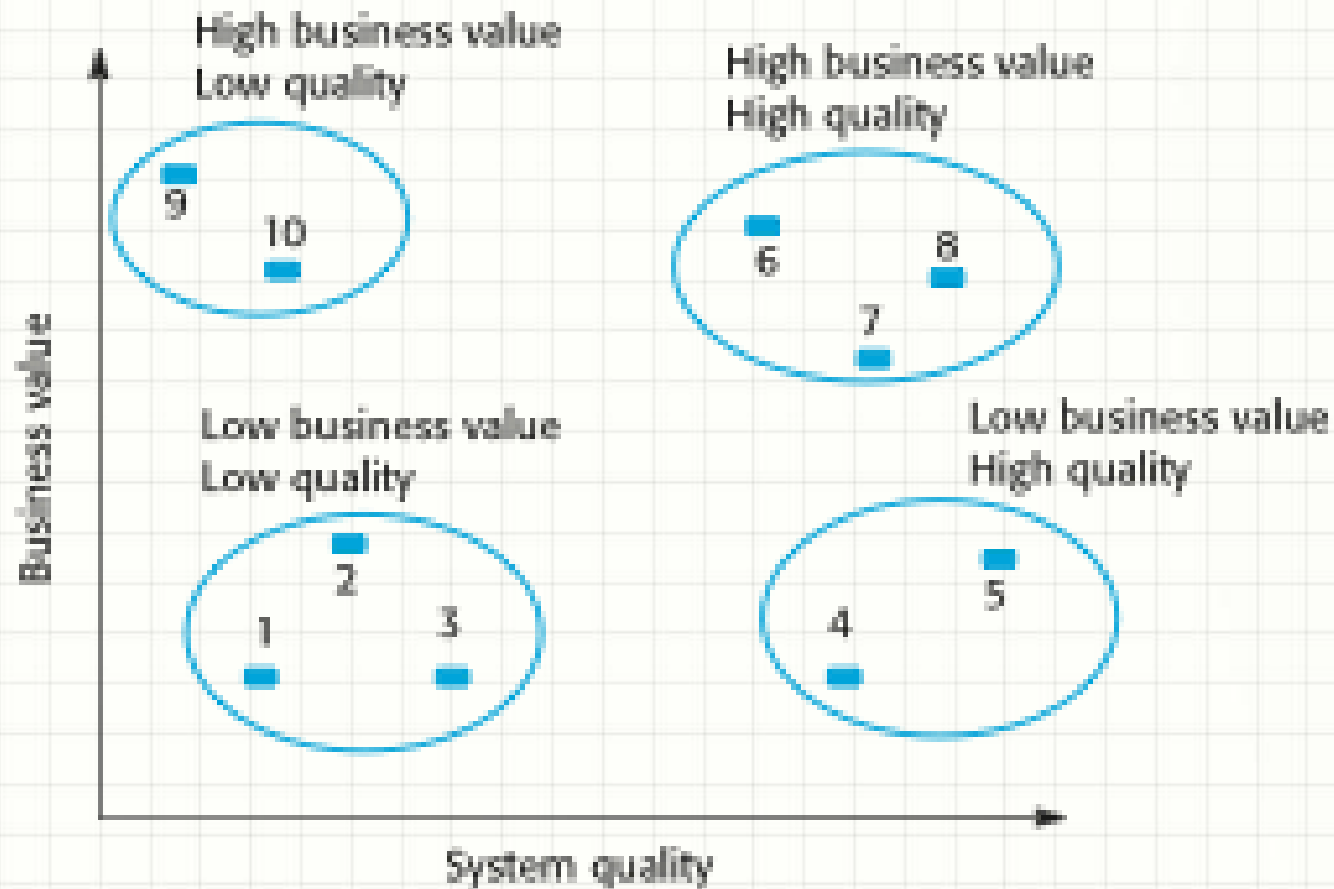 High business value
Low quality
High business value
High quality
9
10
6
8
7
Business value
Low business value
Low quality
Low business value
High quality
2
1
3
5
4
System quality